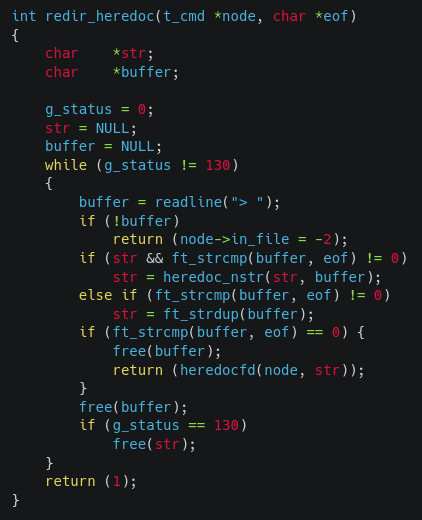 int redir_heredoc(t_cmd *node, char *eof)
{
    char    *str;
    char    *buffer;

    g_status = 0;
    str = NULL;
    buffer = NULL;
    while (g_status != 130)
    {
        buffer = readline("> ");
        if (!buffer)
            return (node->in_file = -2);
        if (str && ft_strcmp(buffer, eof) != 0)
            str = heredoc_nstr(str, buffer);
        else if (ft_strcmp(buffer, eof) != 0)
            str = ft_strdup(buffer);
        if (ft_strcmp(buffer, eof) == 0) {
            free(buffer);
            return (heredocfd(node, str));
        }
        free(buffer);
        if (g_status == 130)
            free(str);
    }
    return (1);
}